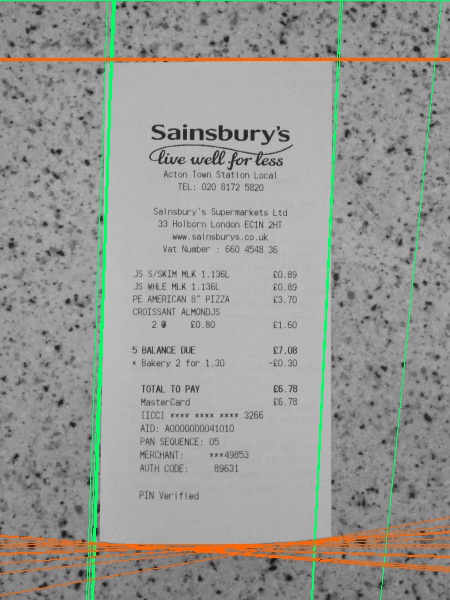 Sainsbury's
live well for less
Acton Town Station Local
TEL: 020 8172 5820
Sainsbury's Supermarkets Ltd
33 Holborn London EC1N 2HT
www.sainsburys.co.uk
Vat Number : 660 4548 36
JS S/SKIM MLK 1.136L £0.89
JS WHLE MLK 1.136L £0.89
PE AMERICAN 8" PIZZA £3.70
CROISSANT ALMONDJS
2 @ £0.80 £1.60
5 BALANCE DUE £7.08
* Bakery 2 for 1.30 -£0.30
TOTAL TO PAY £6.78
MasterCard £6.78
[ICC] **** **** **** 3266
AID: A0000000041010
PAN SEQUENCE: 05
MERCHANT: ***49853
AUTH CODE: 89631
PIN Verified